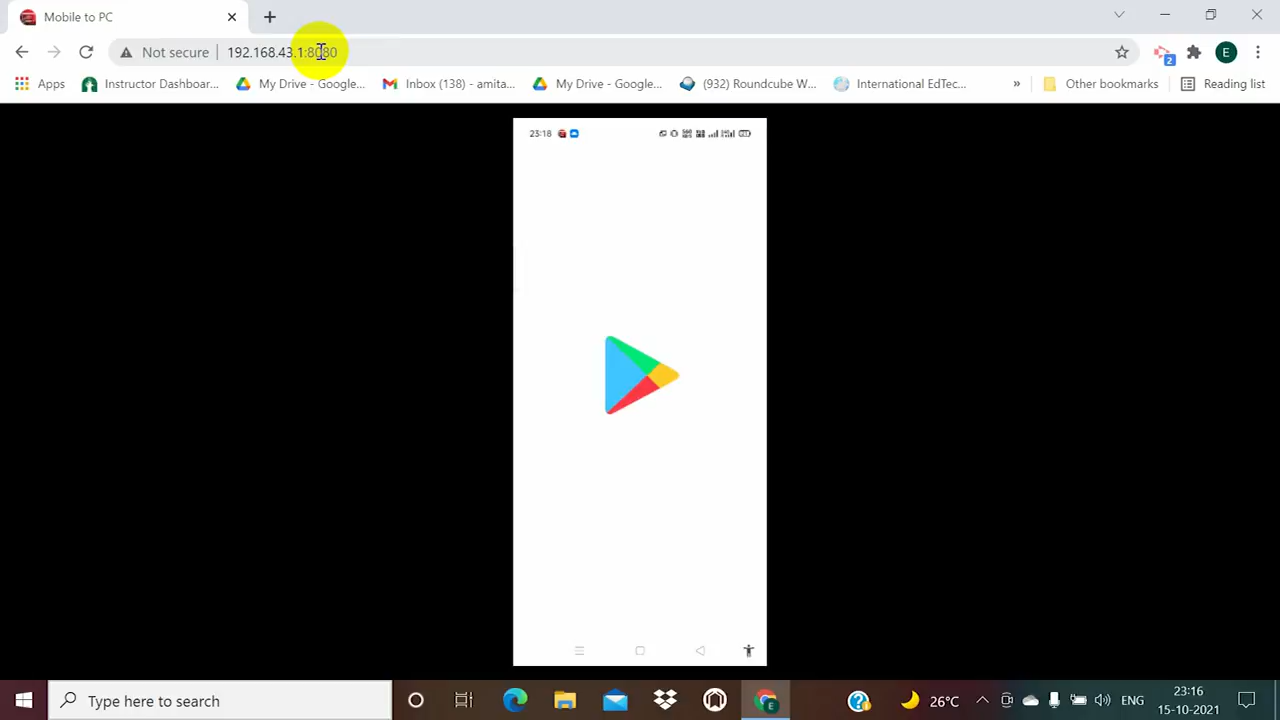 Mobile to PC
Not secure
192.168.43.1:8080
E
2
Apps
Instructor Dashboar...
My Drive - Google...
Inbox (138) - amita...
My Drive - Google...
(932) Roundcube W...
International EdTec...
»
Other bookmarks
Reading list
23:18
Type here to search
E
26°C
ENG
23:16
15-10-2021